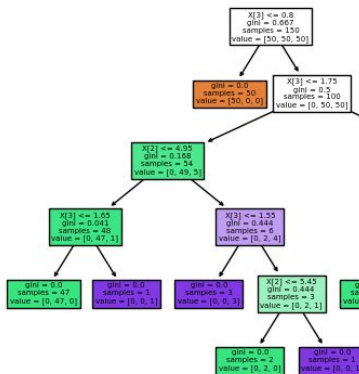 X[3] <= 0.8
gini = 0.667
samples = 150
value = [50, 50, 50]
gini = 0.0
samples = 50
value = [50, 0, 0]
X[3] <= 1.75
gini = 0.5
samples = 100
value = [0, 50, 50]
X[2] <= 4.95
gini = 0.168
samples = 54
value = [0, 49, 5]
X[3] <= 1.65
gini = 0.041
samples = 48
value = [0, 47, 1]
X[3] <= 1.55
gini = 0.444
samples = 6
value = [0, 2, 4]
gini = 0.0
samples = 47
value = [0, 47, 0]
gini = 0.0
samples = 1
value = [0, 0, 1]
gini = 0.0
samples = 3
value = [0, 0, 3]
X[2] <= 5.45
gini = 0.444
samples = 3
value = [0, 2, 1]
gini = 0.0
samples = 2
value = [0, 2, 0]
gini = 0.0
samples = 1
value = [0, 0,